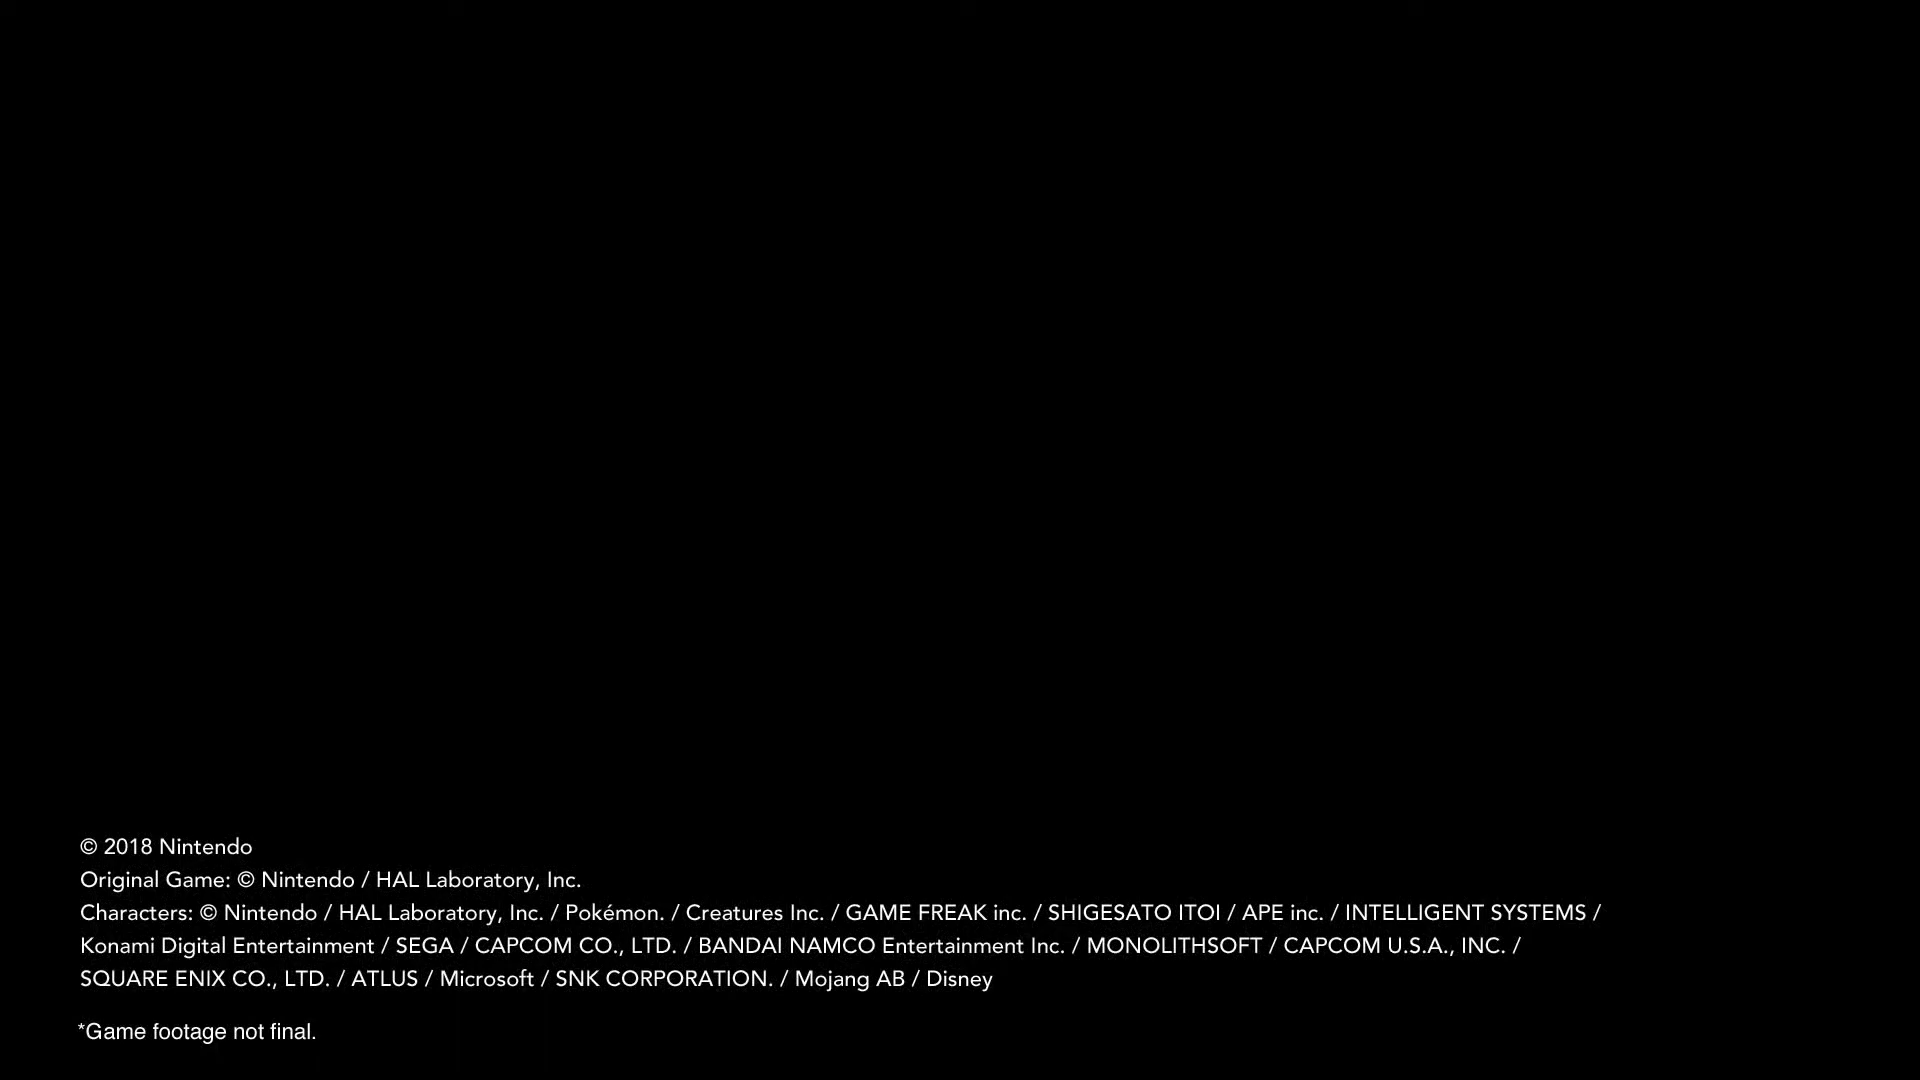 © 2018 Nintendo
Original Game: © Nintendo / HAL Laboratory, Inc.
Characters: © Nintendo / HAL Laboratory, Inc. / Pokémon. / Creatures Inc. / GAME FREAK inc. / SHIGESATO ITOI / APE inc. / INTELLIGENT SYSTEMS /
Konami Digital Entertainment / SEGA / CAPCOM CO., LTD. / BANDAI NAMCO Entertainment Inc. / MONOLITHSOFT / CAPCOM U.S.A., INC. /
SQUARE ENIX CO., LTD. / ATLUS / Microsoft / SNK CORPORATION. / Mojang AB / Disney
*Game footage not final.